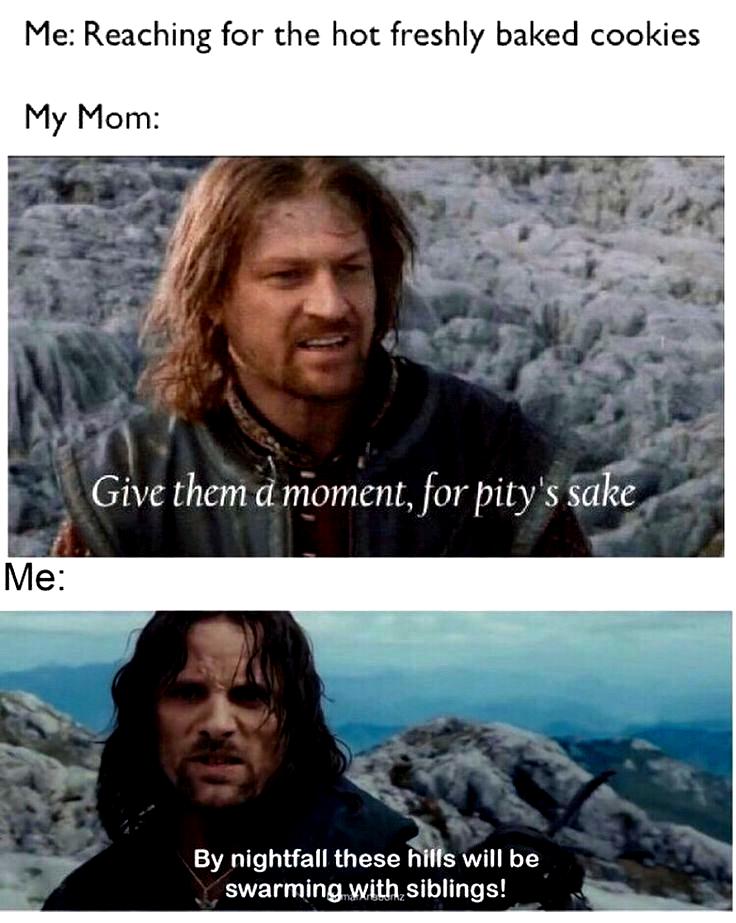 Me: Reaching for the hot freshly baked cookies
My Mom:
Give them a moment, for pity's sake
Me:
By nightfall these hills will be
swarming with siblings!